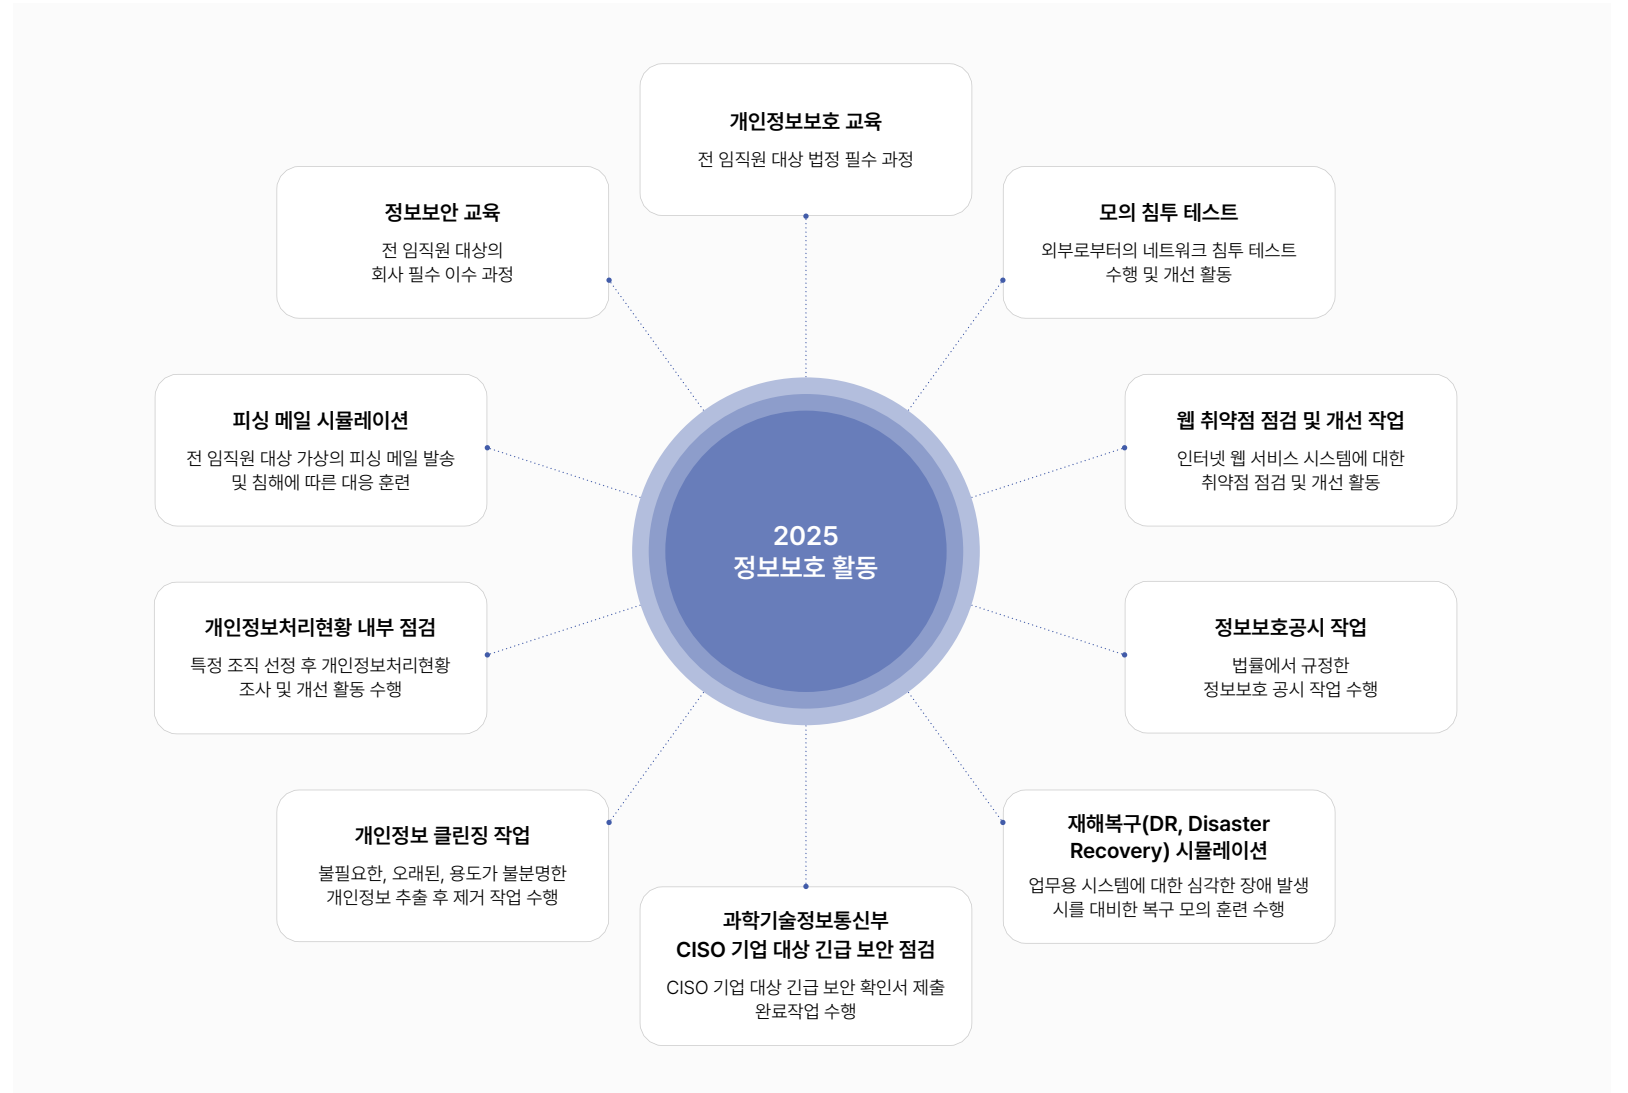 개인정보보호 교육
전 임직원 대상 법정 필수 과정
모의 침투 테스트
외부로부터의 네트워크 침투 테스트
수행 및 개선 활동
웹 취약점 점검 및 개선 작업
인터넷 웹 서비스 시스템에 대한
취약점 점검 및 개선 활동
정보보호공시 작업
법률에서 규정한
정보보호 공시 작업 수행
재해복구(DR, Disaster
Recovery) 시뮬레이션
업무용 시스템에 대한 심각한 장애 발생
시를 대비한 복구 모의 훈련 수행
과학기술정보통신부
CISO 기업 대상 긴급 보안 점검
CISO 기업 대상 긴급 보안 확인서 제출
완료작업 수행
개인정보 클린징 작업
불필요한, 오래된, 용도가 불분명한
개인정보 추출 후 제거 작업 수행
개인정보처리현황 내부 점검
특정 조직 선정 후 개인정보처리현황
조사 및 개선 활동 수행
피싱 메일 시뮬레이션
전 임직원 대상 가상의 피싱 메일 발송
및 침해에 따른 대응 훈련
정보보안 교육
전 임직원 대상의
회사 필수 이수 과정
2025
정보보호 활동